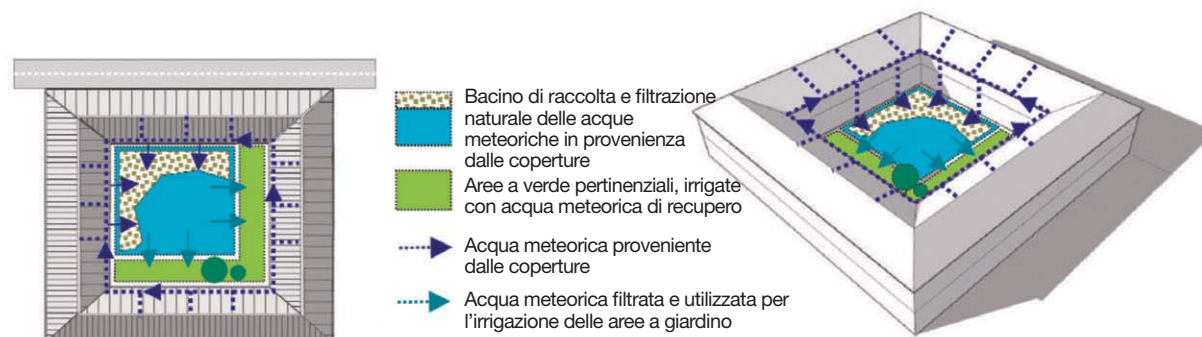 Bacino di raccolta e filtrazione
naturale delle acque
meteoriche in provenienza
dalle coperture
Aree a verde pertinenziali, irrigate
con acqua meteorica di recupero
Acqua meteorica proveniente
dalle coperture
Acqua meteorica filtrata e utilizzata per
l'irrigazione delle aree a giardino